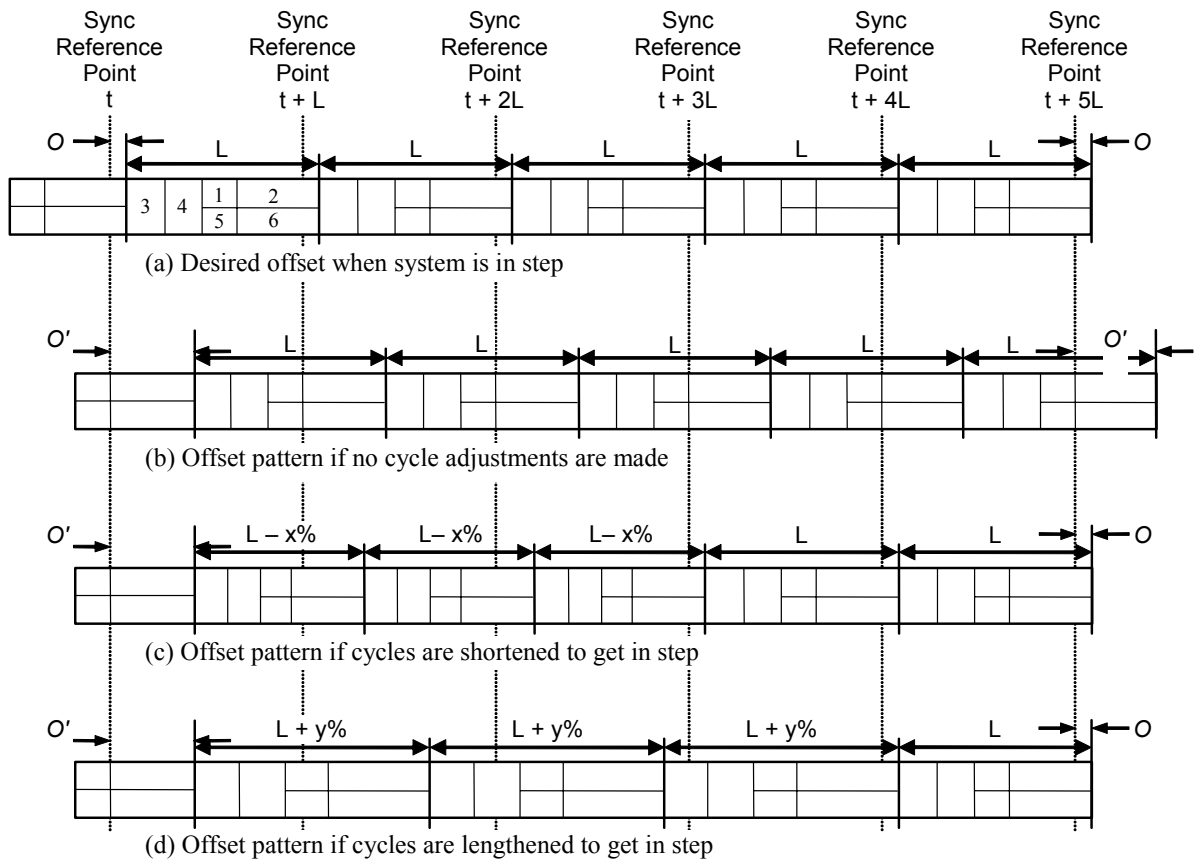 Sync Reference Point t
Sync Reference Point t + L
Sync Reference Point t + 2L
Sync Reference Point t + 3L
Sync Reference Point t + 4L
Sync Reference Point t + 5L
O L L L L L O
3 4 1 2
5 6
(a) Desired offset when system is in step
O' L L L L L O'
(b) Offset pattern if no cycle adjustments are made
O' L – x% L– x% L– x% L L O
(c) Offset pattern if cycles are shortened to get in step
O' L + y% L + y% L + y% L O
(d) Offset pattern if cycles are lengthened to get in step